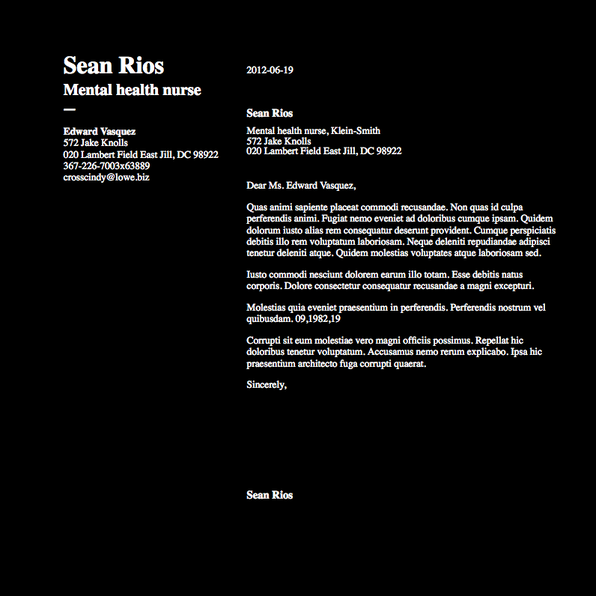 Sean Rios
Mental health nurse
Edward Vasquez
572 Jake Knolls
020 Lambert Field East Jill, DC 98922
367-226-7003x63889
crosscindy@lowe.biz
2012-06-19
Sean Rios
Mental health nurse, Klein-Smith
572 Jake Knolls
020 Lambert Field East Jill, DC 98922
Dear Ms. Edward Vasquez,
Quas animi sapiente placeat commodi recusandae. Non quas id culpa
perferendis animi. Fugiat nemo eveniet ad doloribus cumque ipsam. Quidem
dolorum iusto alias rem consequatur deserunt provident. Cumque perspiciatis
debitis illo rem voluptatum laboriosam. Neque deleniti repudiandae adipisci
tenetur deleniti atque. Quidem molestias voluptates atque laboriosam sed.
Iusto commodi nesciunt dolorem earum illo totam. Esse debitis natus
corporis. Dolore consectetur consequatur recusandae a magni excepturi.
Molestias quia eveniet praesentium in perferendis. Perferendis nostrum vel
quibusdam. 09,1982,19
Corrupti sit eum molestiae vero magni officiis possimus. Repellat hic
doloribus tenetur voluptatum. Accusamus nemo rerum explicabo. Ipsa hic
praesentium architecto fuga corrupti quaerat.
Sincerely,
Sean Rios